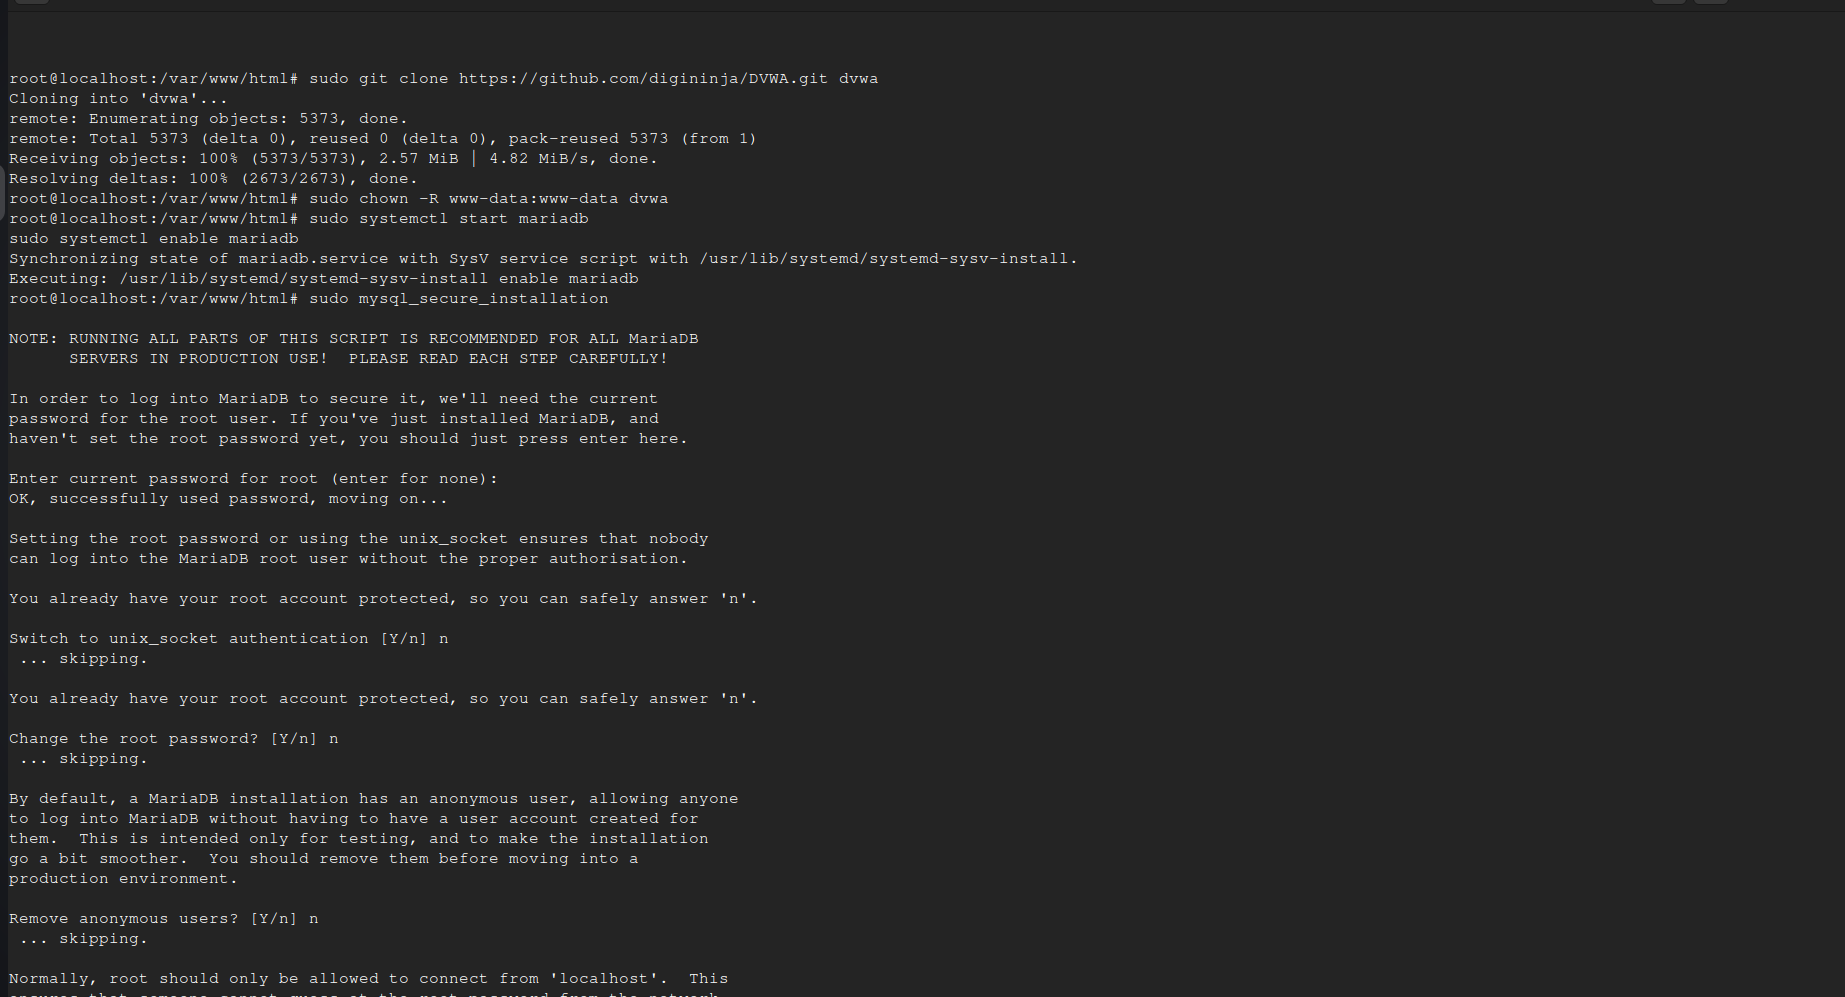 root@localhost:/var/www/html# sudo git clone https://github.com/digininja/DVWA.git dvwa
Cloning into 'dvwa'...
remote: Enumerating objects: 5373, done.
remote: Total 5373 (delta 0), reused 0 (delta 0), pack-reused 5373 (from 1)
Receiving objects: 100% (5373/5373), 2.57 MiB | 4.82 MiB/s, done.
Resolving deltas: 100% (2673/2673), done.
root@localhost:/var/www/html# sudo chown -R www-data:www-data dvwa
root@localhost:/var/www/html# sudo systemctl start mariadb
sudo systemctl enable mariadb
Synchronizing state of mariadb.service with SysV service script with /usr/lib/systemd/systemd-sysv-install.
Executing: /usr/lib/systemd/systemd-sysv-install enable mariadb
root@localhost:/var/www/html# sudo mysql_secure_installation

NOTE: RUNNING ALL PARTS OF THIS SCRIPT IS RECOMMENDED FOR ALL MariaDB
      SERVERS IN PRODUCTION USE!  PLEASE READ EACH STEP CAREFULLY!

In order to log into MariaDB to secure it, we'll need the current
password for the root user. If you've just installed MariaDB, and
haven't set the root password yet, you should just press enter here.

Enter current password for root (enter for none):
OK, successfully used password, moving on...

Setting the root password or using the unix_socket ensures that nobody
can log into the MariaDB root user without the proper authorisation.

You already have your root account protected, so you can safely answer 'n'.

Switch to unix_socket authentication [Y/n] n
 ... skipping.

You already have your root account protected, so you can safely answer 'n'.

Change the root password? [Y/n] n
 ... skipping.

By default, a MariaDB installation has an anonymous user, allowing anyone
to log into MariaDB without having to have a user account created for
them.  This is intended only for testing, and to make the installation
go a bit smoother.  You should remove them before moving into a
production environment.

Remove anonymous users? [Y/n] n
 ... skipping.

Normally, root should only be allowed to connect from 'localhost'.  This
ensures that someone cannot guess at the root password from the network.